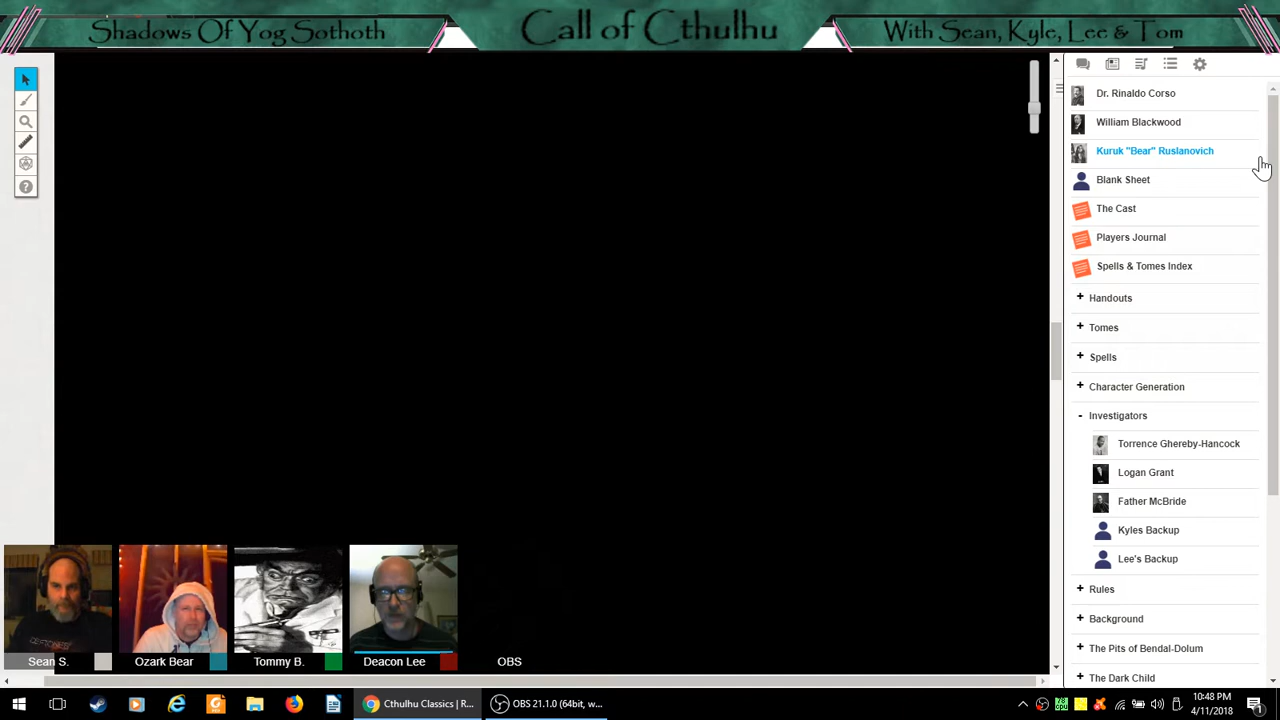 Shadows Of Yog Sothoth
Call of Cthulhu
With Sean, Kyle, Lee & Tom
Dr. Rinaldo Corso
William Blackwood
Kuruk "Bear" Ruslanovich
Blank Sheet
The Cast
Players Journal
Spells & Tomes Index
+ Handouts
+ Tomes
+ Spells
+ Character Generation
- Investigators
Torrence Ghereby-Hancock
Logan Grant
Father McBride
Kyles Backup
Lee's Backup
+ Rules
+ Background
+ The Pits of Bendal-Dolum
+ The Dark Child
Sean S.
Ozark Bear
Tommy B.
Deacon Lee
OBS
Cthulhu Classics | R...
OBS 21.1.0 (64bit, w...
10:48 PM
4/11/2018